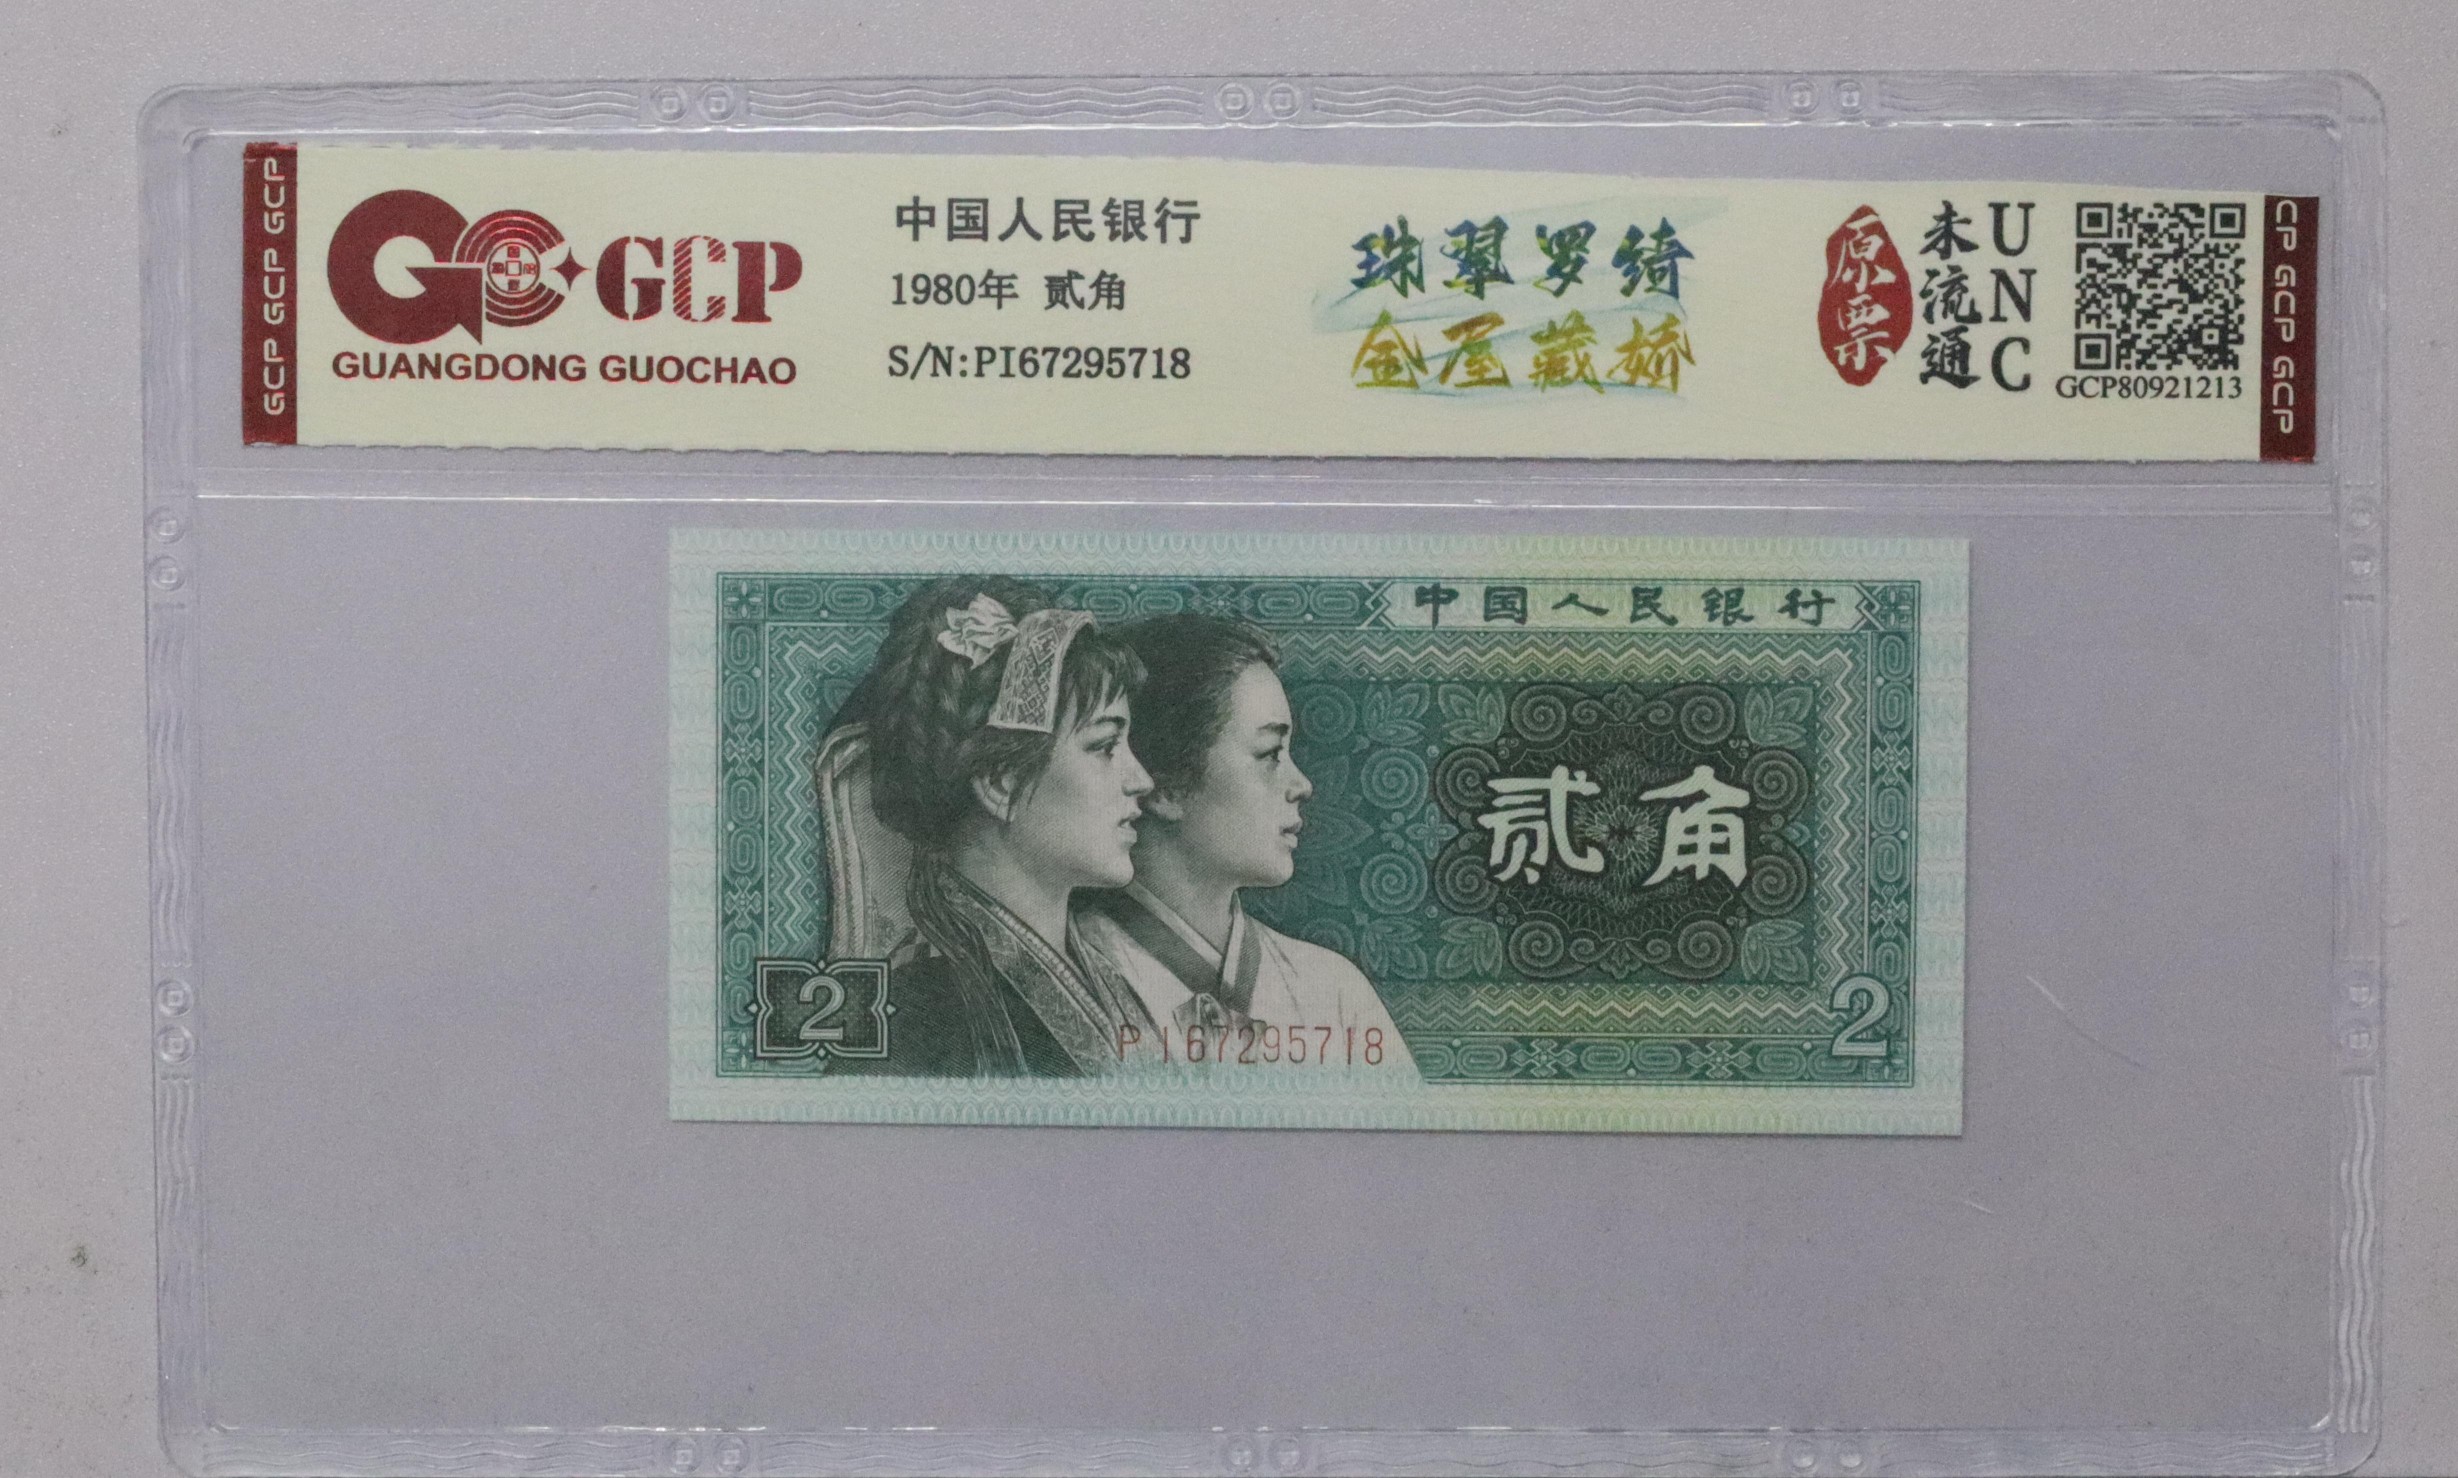 GCP GCP GCP
GC GCP
GUANGDONG GUOCHAO
中国人民银行
1980年 贰角
S/N:PI67295718
珠翠罗绮
金屋藏娇
原票
未流通
UNC
GCP80921213
CP GCP GCP
中国人民银行
贰角
2
PI67295718
2